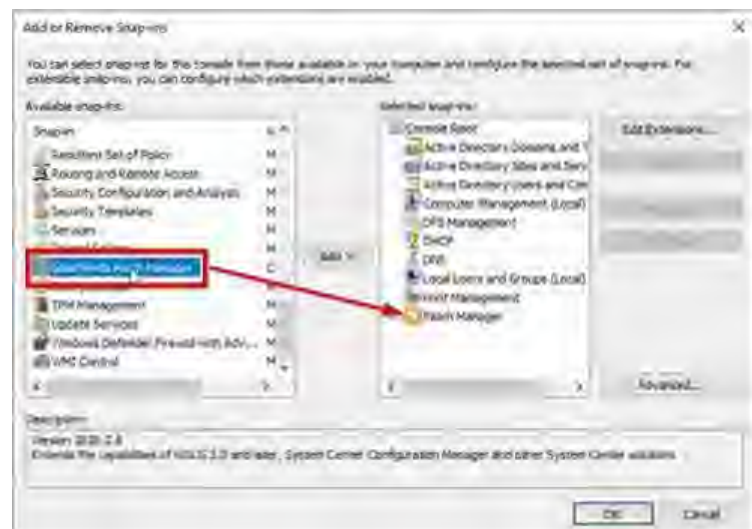 Add or Remove Snap-ins
You can select snap-ins for this console from those available on your computer and configure the selected set of snap-ins. For
extensible snap-ins, you can configure which extensions are enabled.
Available snap-ins:
Snap-in
Resultant Set of Policy M
Routing and Remote Access M
Security Configuration and Analysis M
Security Templates M
Services M
M
Patch Manager C
TPM Management M
Update Services M
Windows Defender Firewall with Adv... M
WMI Control M
Add >
Selected snap-ins:
Console Root
Active Directory Domains and
Active Directory Sites and Serv
Active Directory Users and Com
Computer Management (Local)
DFS Management
DHCP
DNS
Local Users and Groups (Local)
Print Management
Patch Manager
Edit Extensions...
Advanced...
Description:
Version
Extends the capabilities of WSUS 3.0 and later, System Center Configuration Manager and other System Center solutions
OK
Cancel